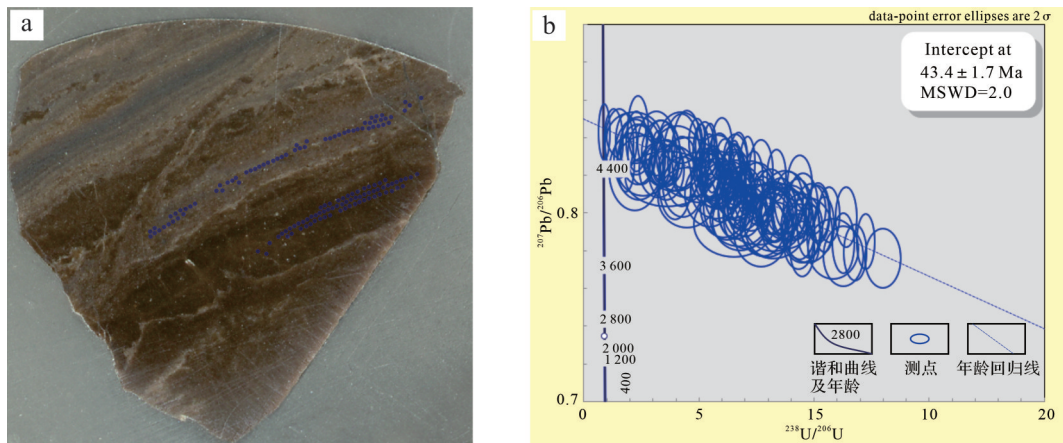 a
b
data-point error ellipses are 2 σ
Intercept at
43.4 ± 1.7 Ma
MSWD=2.0
4 400
3 600
2 800
2 000
1 200
400
0.8
0.7
²⁰⁷Pb/²⁰⁶Pb
2800
谐和曲线
及年龄
测点
年龄回归线
0
5
15
10
20
²³⁸U/²⁰⁶U